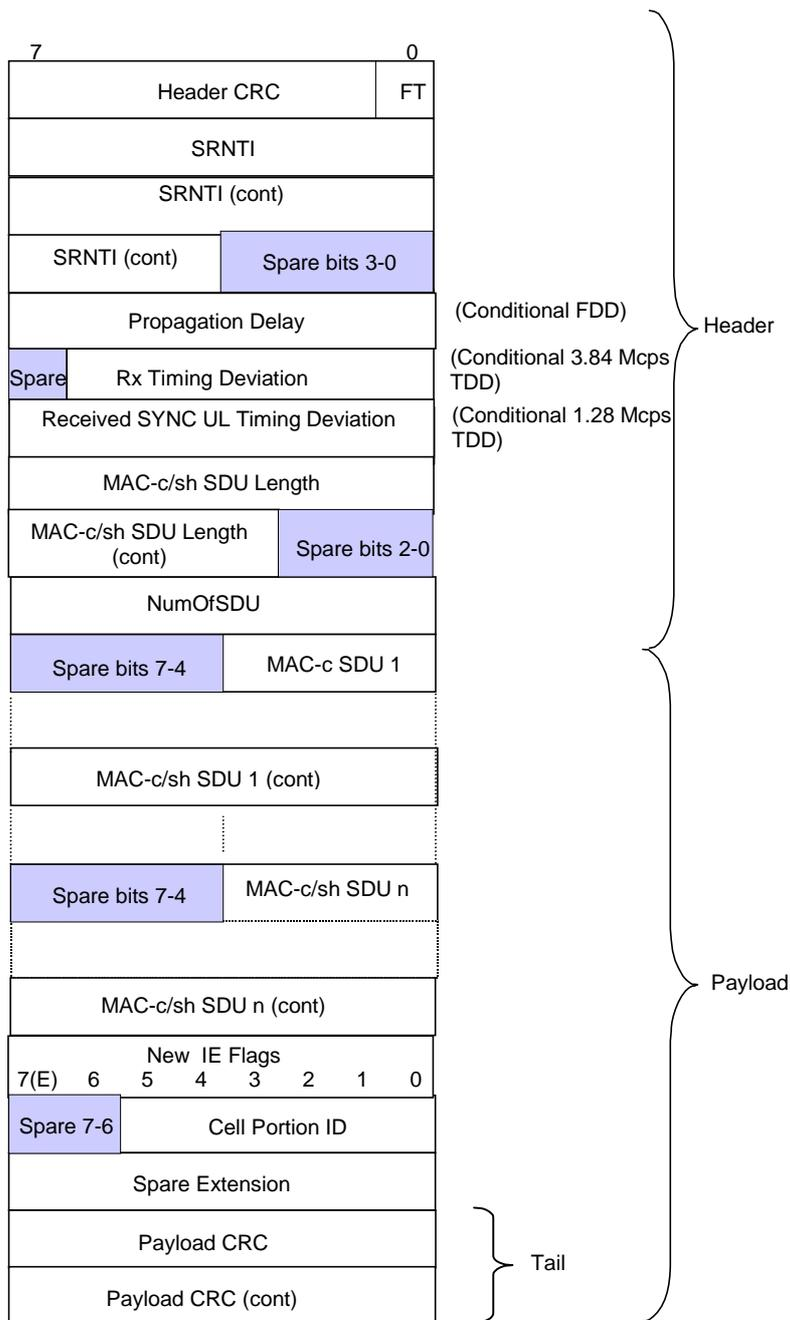 7 0
Header CRC FT
SRNTI
SRNTI (cont)
SRNTI (cont) Spare bits 3-0
Propagation Delay (Conditional FDD)
Header
Spare Rx Timing Deviation (Conditional 3.84 Mcps
TDD)
Received SYNC UL Timing Deviation (Conditional 1.28 Mcps
TDD)
MAC-c/sh SDU Length
MAC-c/sh SDU Length
(cont)
Spare bits 2-0
NumOfSDU
Spare bits 7-4 MAC-c SDU 1
MAC-c/sh SDU 1 (cont)
Spare bits 7-4 MAC-c/sh SDU n
Payload
MAC-c/sh SDU n (cont)
New IE Flags
7(E) 6 5 4 3 2 1 0
Spare 7-6 Cell Portion ID
Spare Extension
Payload CRC
Tail
Payload CRC (cont)